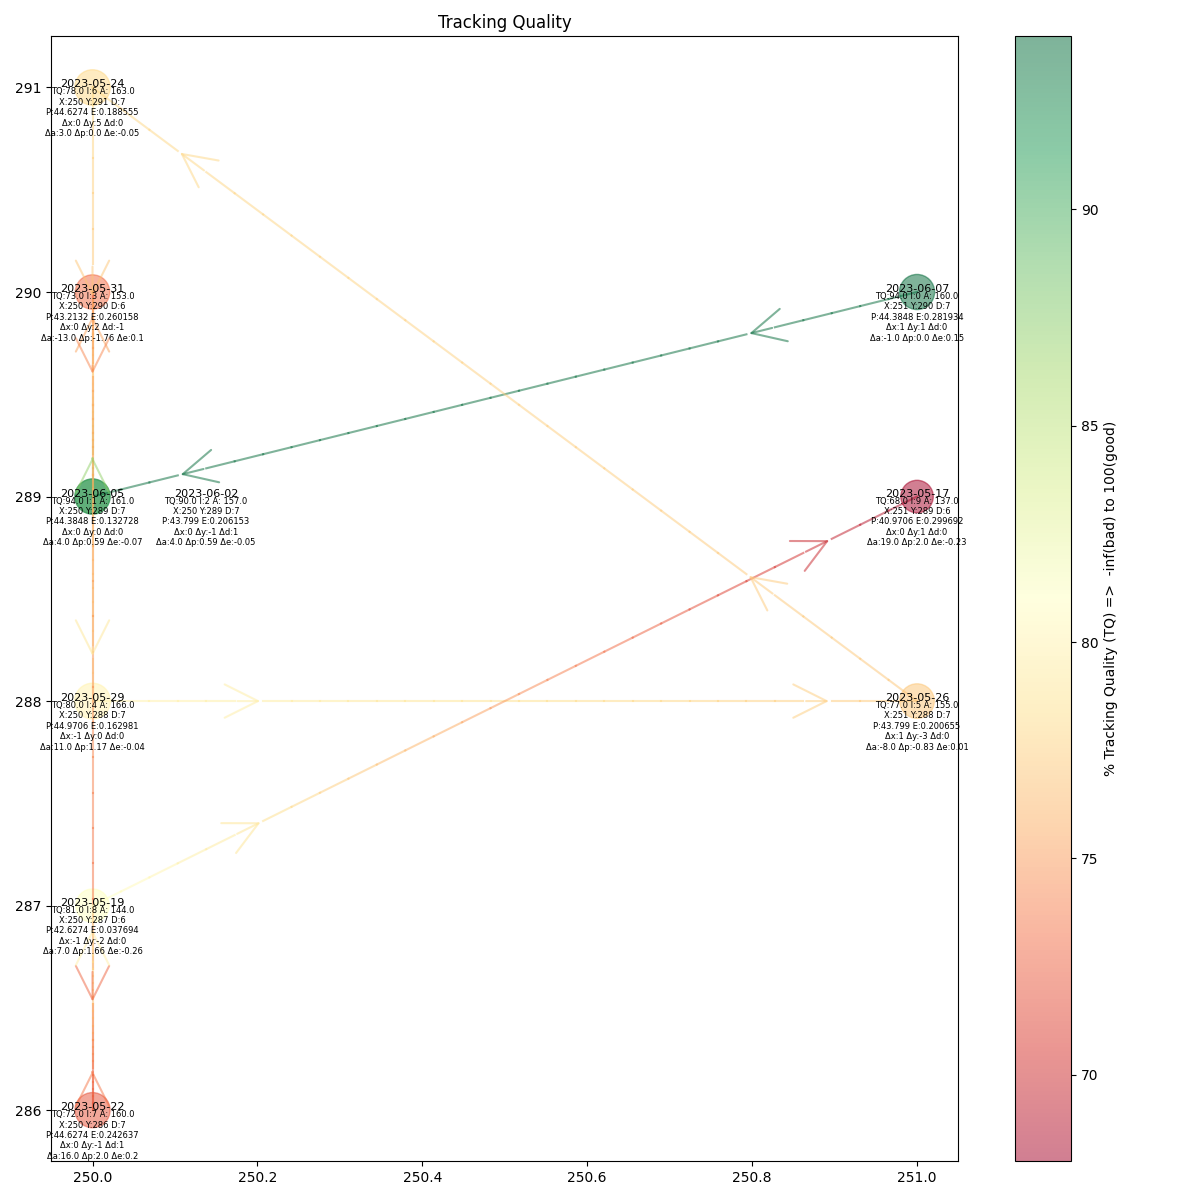 Tracking Quality
291
2023-05-24
TQ:78.0 I:6 A: 163.0
X:250 Y:291 D:7
P:44.6274 E:0.188555
Δx:0 Δy:5 Δd:0
Δa:3.0 Δp:0.0 Δe:-0.05
290
2023-05-31
TQ:73.0 I:3 A: 153.0
X:250 Y:290 D:6
P:43.2132 E:0.260158
Δx:0 Δy:2 Δd:-1
Δa:-13.0 Δp:-1.76 Δe:0.1
2023-06-07
TQ:94.0 I:0 A: 160.0
X:251 Y:290 D:7
P:44.3848 E:0.281934
Δx:1 Δy:1 Δd:0
Δa:-1.0 Δp:0.0 Δe:0.15
289
2023-06-05
TQ:94.0 I:1 A: 161.0
X:250 Y:289 D:7
P:44.3848 E:0.132728
Δx:0 Δy:0 Δd:0
Δa:4.0 Δp:0.59 Δe:-0.07
2023-06-02
TQ:90.0 I:2 A: 157.0
X:250 Y:289 D:7
P:43.799 E:0.206153
Δx:0 Δy:-1 Δd:1
Δa:4.0 Δp:0.59 Δe:-0.05
2023-05-17
TQ:68.0 I:9 A: 137.0
X:251 Y:289 D:6
P:40.9706 E:0.299692
Δx:0 Δy:1 Δd:0
Δa:19.0 Δp:2.0 Δe:-0.23
288
2023-05-29
TQ:80.0 I:4 A: 166.0
X:250 Y:288 D:7
P:44.9706 E:0.162981
Δx:-1 Δy:0 Δd:0
Δa:11.0 Δp:1.17 Δe:-0.04
2023-05-26
TQ:77.0 I:5 A: 155.0
X:251 Y:288 D:7
P:43.799 E:0.200655
Δx:1 Δy:-3 Δd:0
Δa:-8.0 Δp:-0.83 Δe:0.01
287
2023-05-19
TQ:81.0 I:8 A: 144.0
X:250 Y:287 D:6
P:42.6274 E:0.037694
Δx:-1 Δy:-2 Δd:0
Δa:7.0 Δp:1.66 Δe:-0.26
286
2023-05-22
TQ:72.0 I:7 A: 160.0
X:250 Y:286 D:7
P:44.6274 E:0.242637
Δx:0 Δy:-1 Δd:1
Δa:16.0 Δp:2.0 Δe:0.2
250.0
250.2
250.4
250.6
250.8
251.0
90
85
80
75
70
% Tracking Quality (TQ) => -inf(bad) to 100(good)